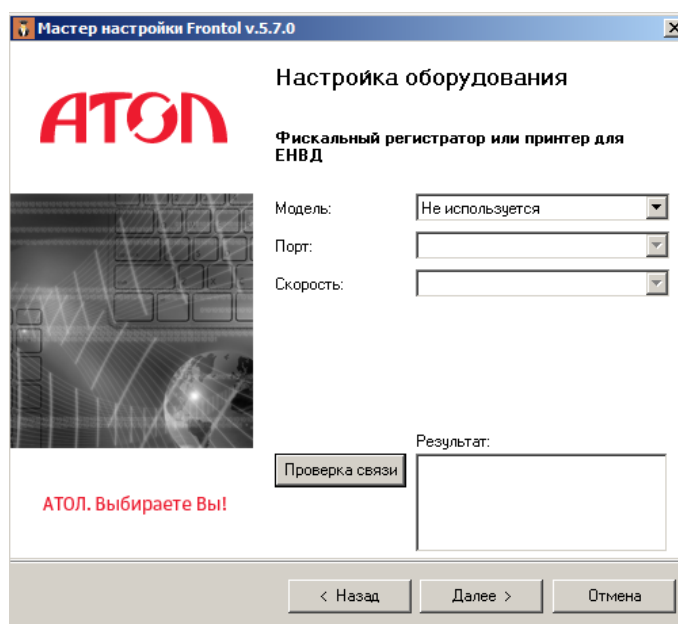 Мастер настройки Frontol v.5.7.0
Настройка оборудования
АТОЛ
Фискальный регистратор или принтер для
ЕНВД
Модель:
Не используется
Порт:
Скорость:
Результат:
Проверка связи
АТОЛ. Выбираете Вы!
< Назад
Далее >
Отмена